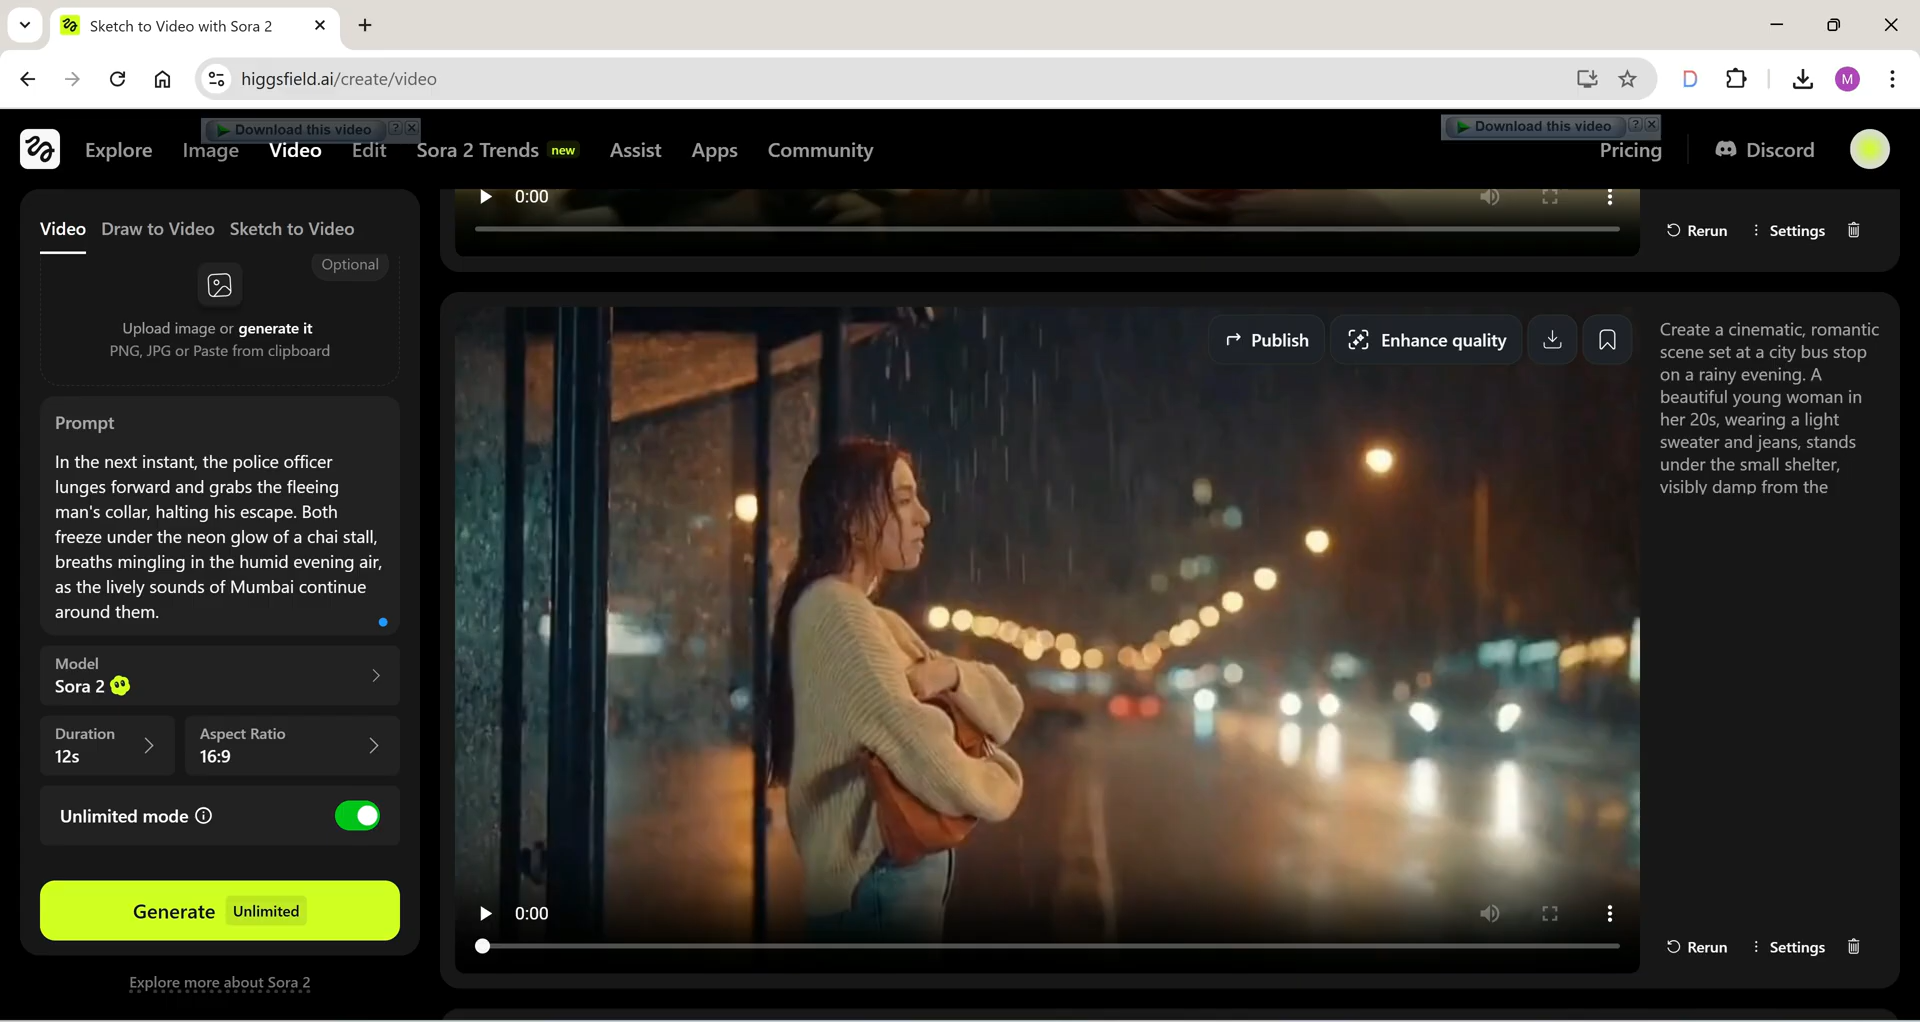 Sketch to Video with Sora 2
higgsfield.ai/create/video
D
M
Download this video ?
Download this video ?
Explore
Image
Video
Edit
Sora 2 Trends new
Assist
Apps
Community
Pricing
Discord
Video
Draw to Video
Sketch to Video
Optional
Upload image or generate it
PNG, JPG or Paste from clipboard
Prompt
In the next instant, the police officer
lunges forward and grabs the fleeing
man's collar, halting his escape. Both
freeze under the neon glow of a chai stall,
breaths mingling in the humid evening air,
as the lively sounds of Mumbai continue
around them.
Model
Sora 2
Duration
12s
Aspect Ratio
16:9
Unlimited mode
Generate Unlimited
Explore more about Sora 2
0:00
Rerun
Settings
Publish
Enhance quality
Create a cinematic, romantic
scene set at a city bus stop
on a rainy evening. A
beautiful young woman in
her 20s, wearing a light
sweater and jeans, stands
under the small shelter,
visibly damp from the
0:00
Rerun
Settings